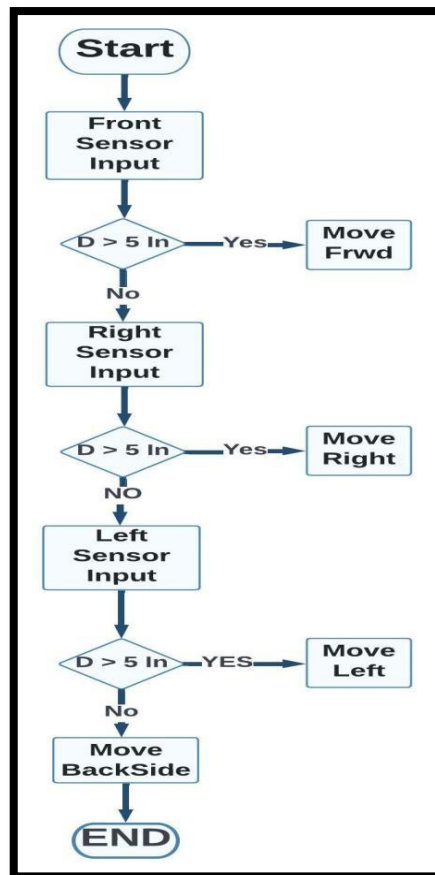 Start
Front
Sensor
Input
D > 5 In
Yes
Move
Frwd
No
Right
Sensor
Input
D > 5 In
Yes
Move
Right
NO
Left
Sensor
Input
D > 5 In
YES
Move
Left
No
Move
BackSide
END